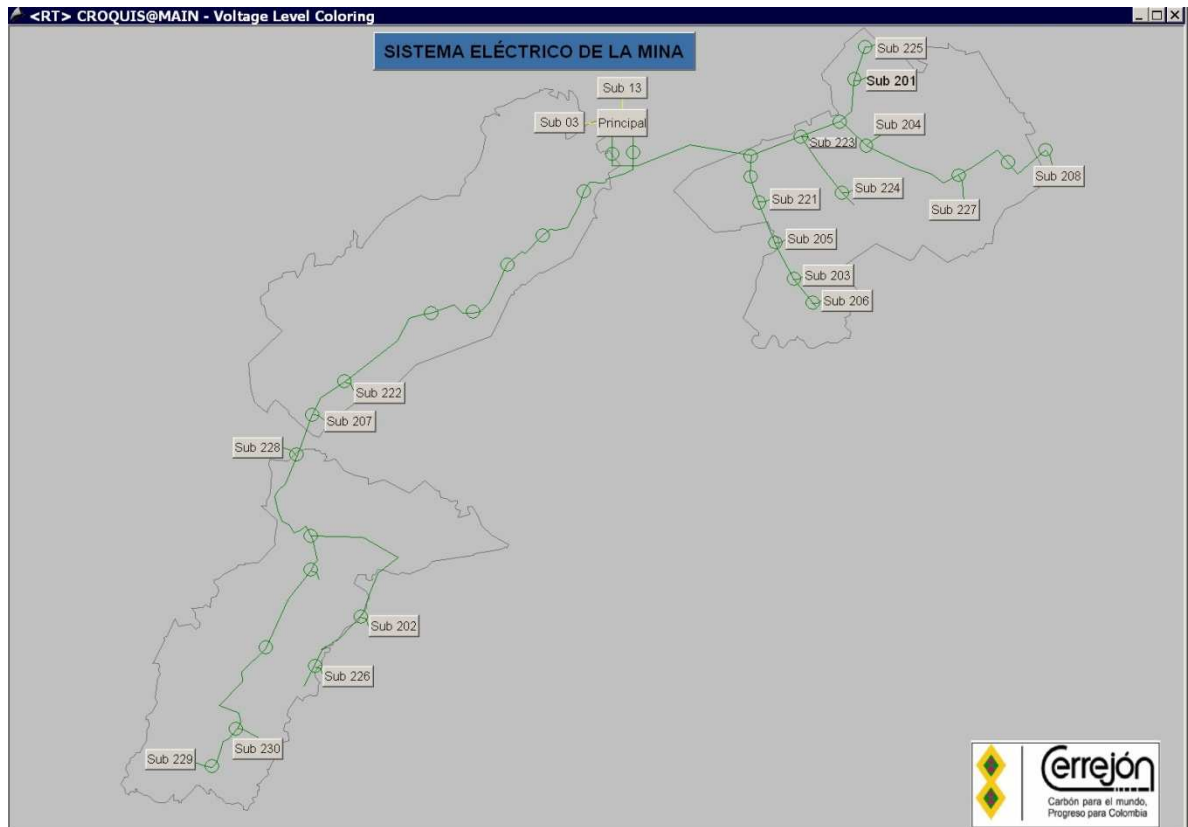 <RT> CROQUIS@MAIN - Voltage Level Coloring
SISTEMA ELÉCTRICO DE LA MINA
Sub 225
Sub 201
Sub 13
Sub 03
Principal
Sub 204
Sub 223
Sub 208
Sub 224
Sub 221
Sub 227
Sub 205
Sub 203
Sub 206
Sub 222
Sub 207
Sub 228
Sub 202
Sub 226
Sub 230
Sub 229
Cerrejón
Carbón para el mundo,
Progreso para Colombia